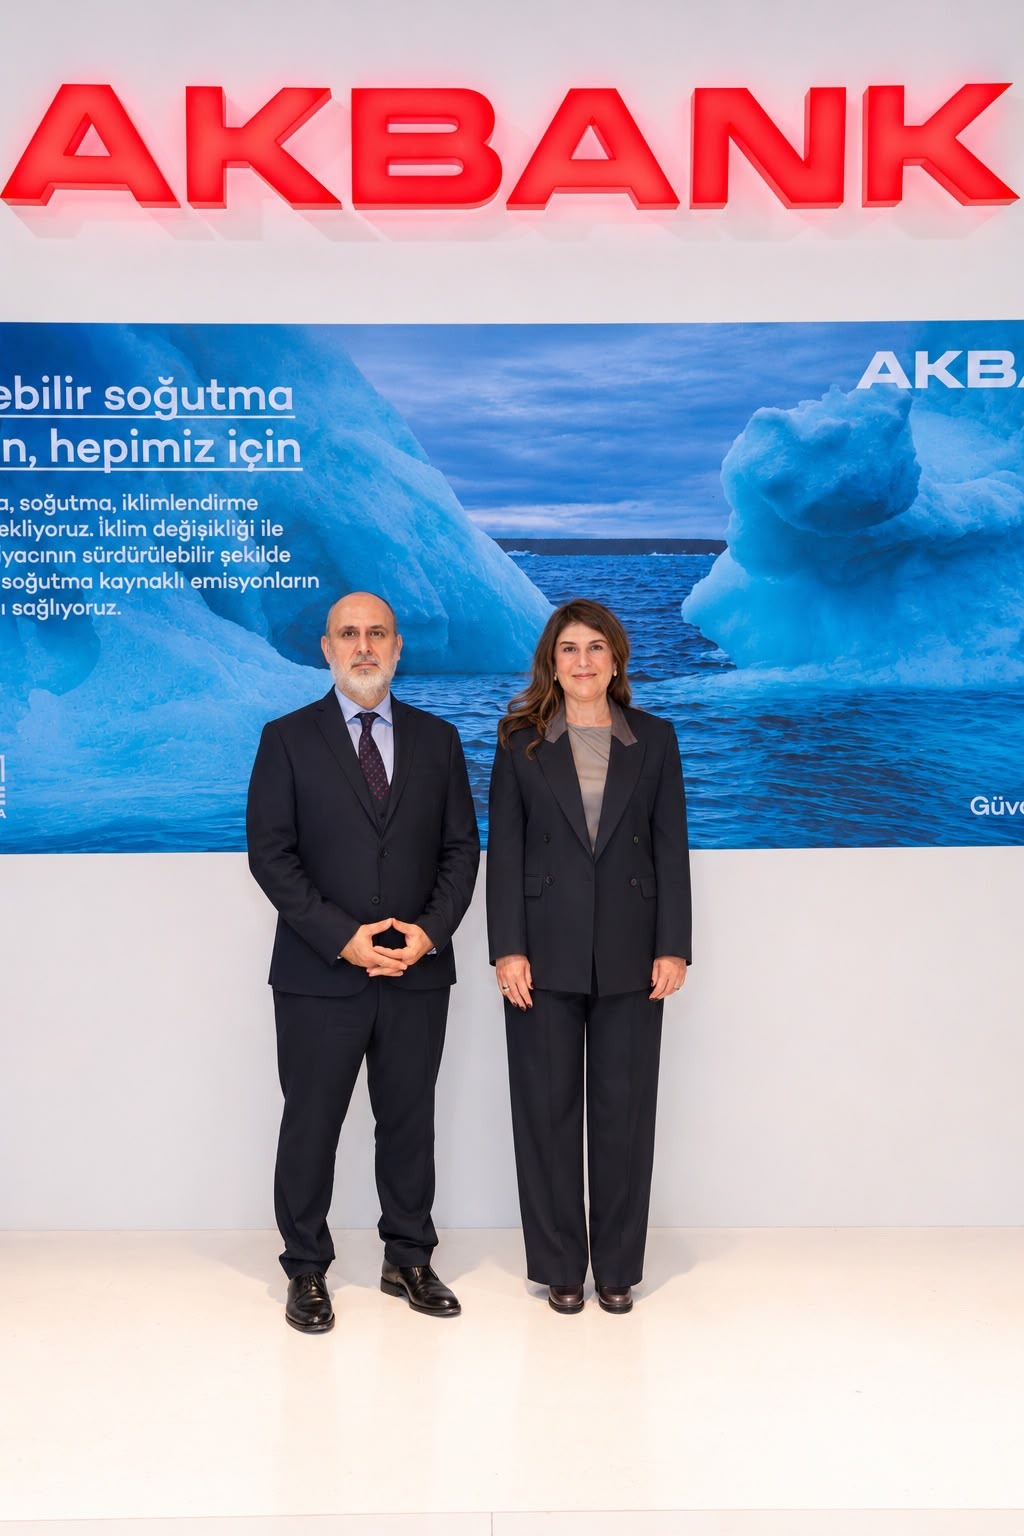 AKBANK
ebilir soğutma
n, hepimiz için
a, soğutma, iklimlendirme
ekliyoruz. İklim değişikliği ile
iyacının sürdürülebilir şekilde
soğutma kaynaklı emisyonların
ı sağlıyoruz.
AKBA
Güve